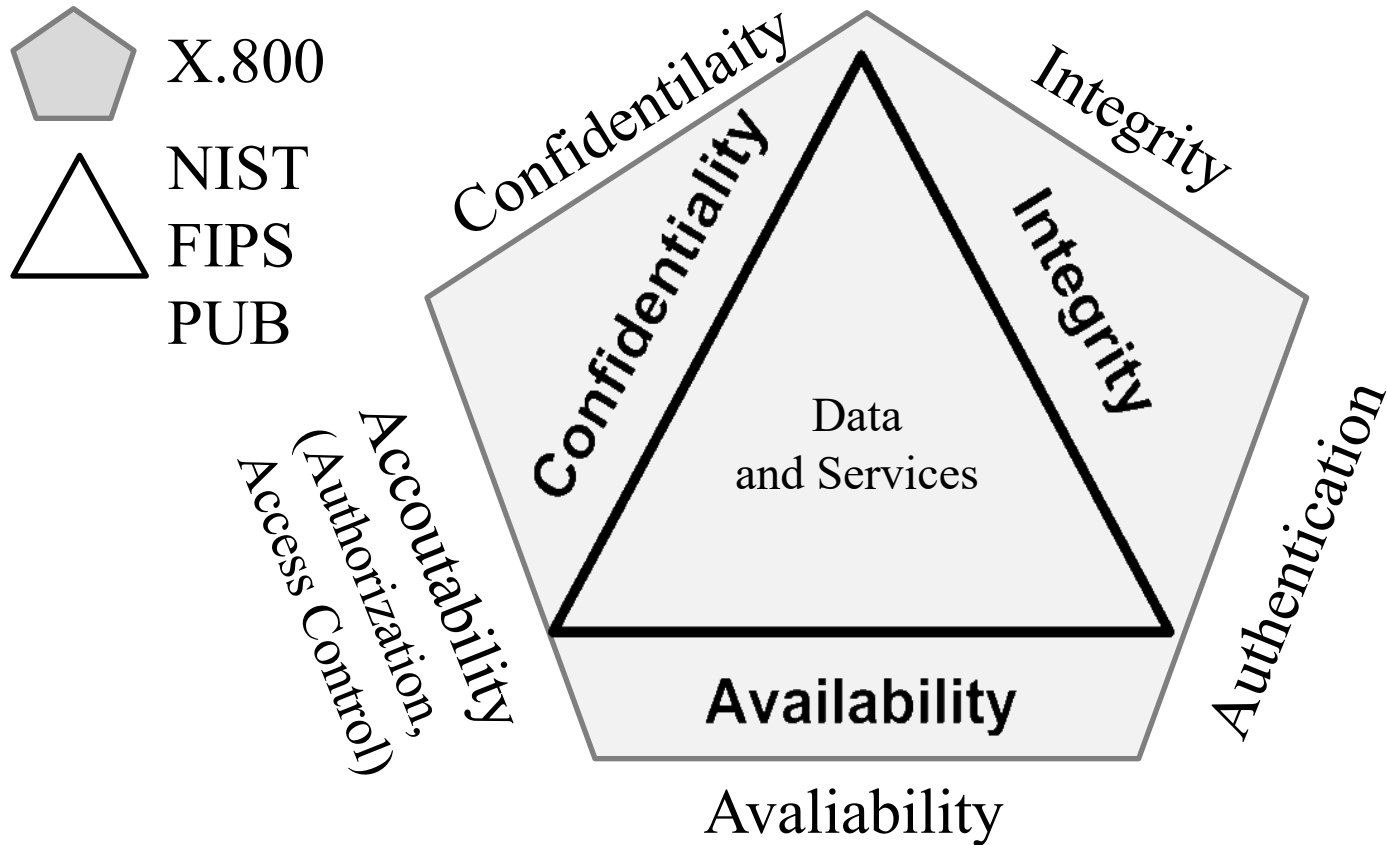 X.800
NIST
FIPS
PUB
Confidentilaity
Integrity
Confidentiality
Integrity
Data
and Services
Accoutability
(Authorization,
Access Control)
Authentication
Availability
Avaliability